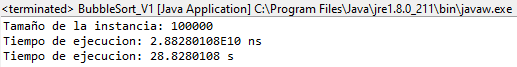 <terminated> BubbleSort_V1 [Java Application] C:\Program Files\Java\jre1.8.0_211\bin\javaw.exe
Tamaño de la instancia: 100000
Tiempo de ejecucion: 2.88280108E10 ns
Tiempo de ejecucion: 28.8280108 s